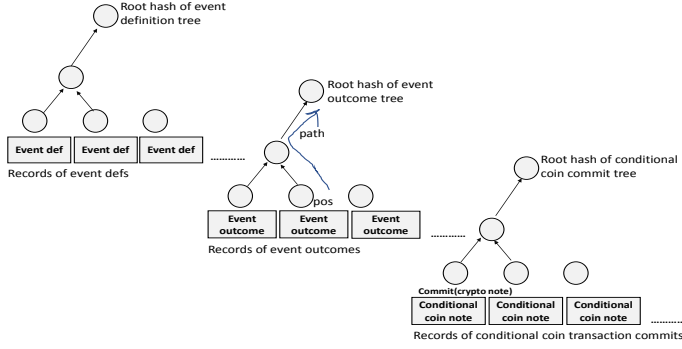 Root hash of event
definition tree
Event def Event def Event def
............
Records of event defs
Root hash of event
outcome tree
path
pos
Event
outcome
Event
outcome
Event
outcome
............
Records of event outcomes
Root hash of conditional
coin commit tree
Commit(crypto note)
Conditional
coin note
Conditional
coin note
Conditional
coin note
............
Records of conditional coin transaction commits